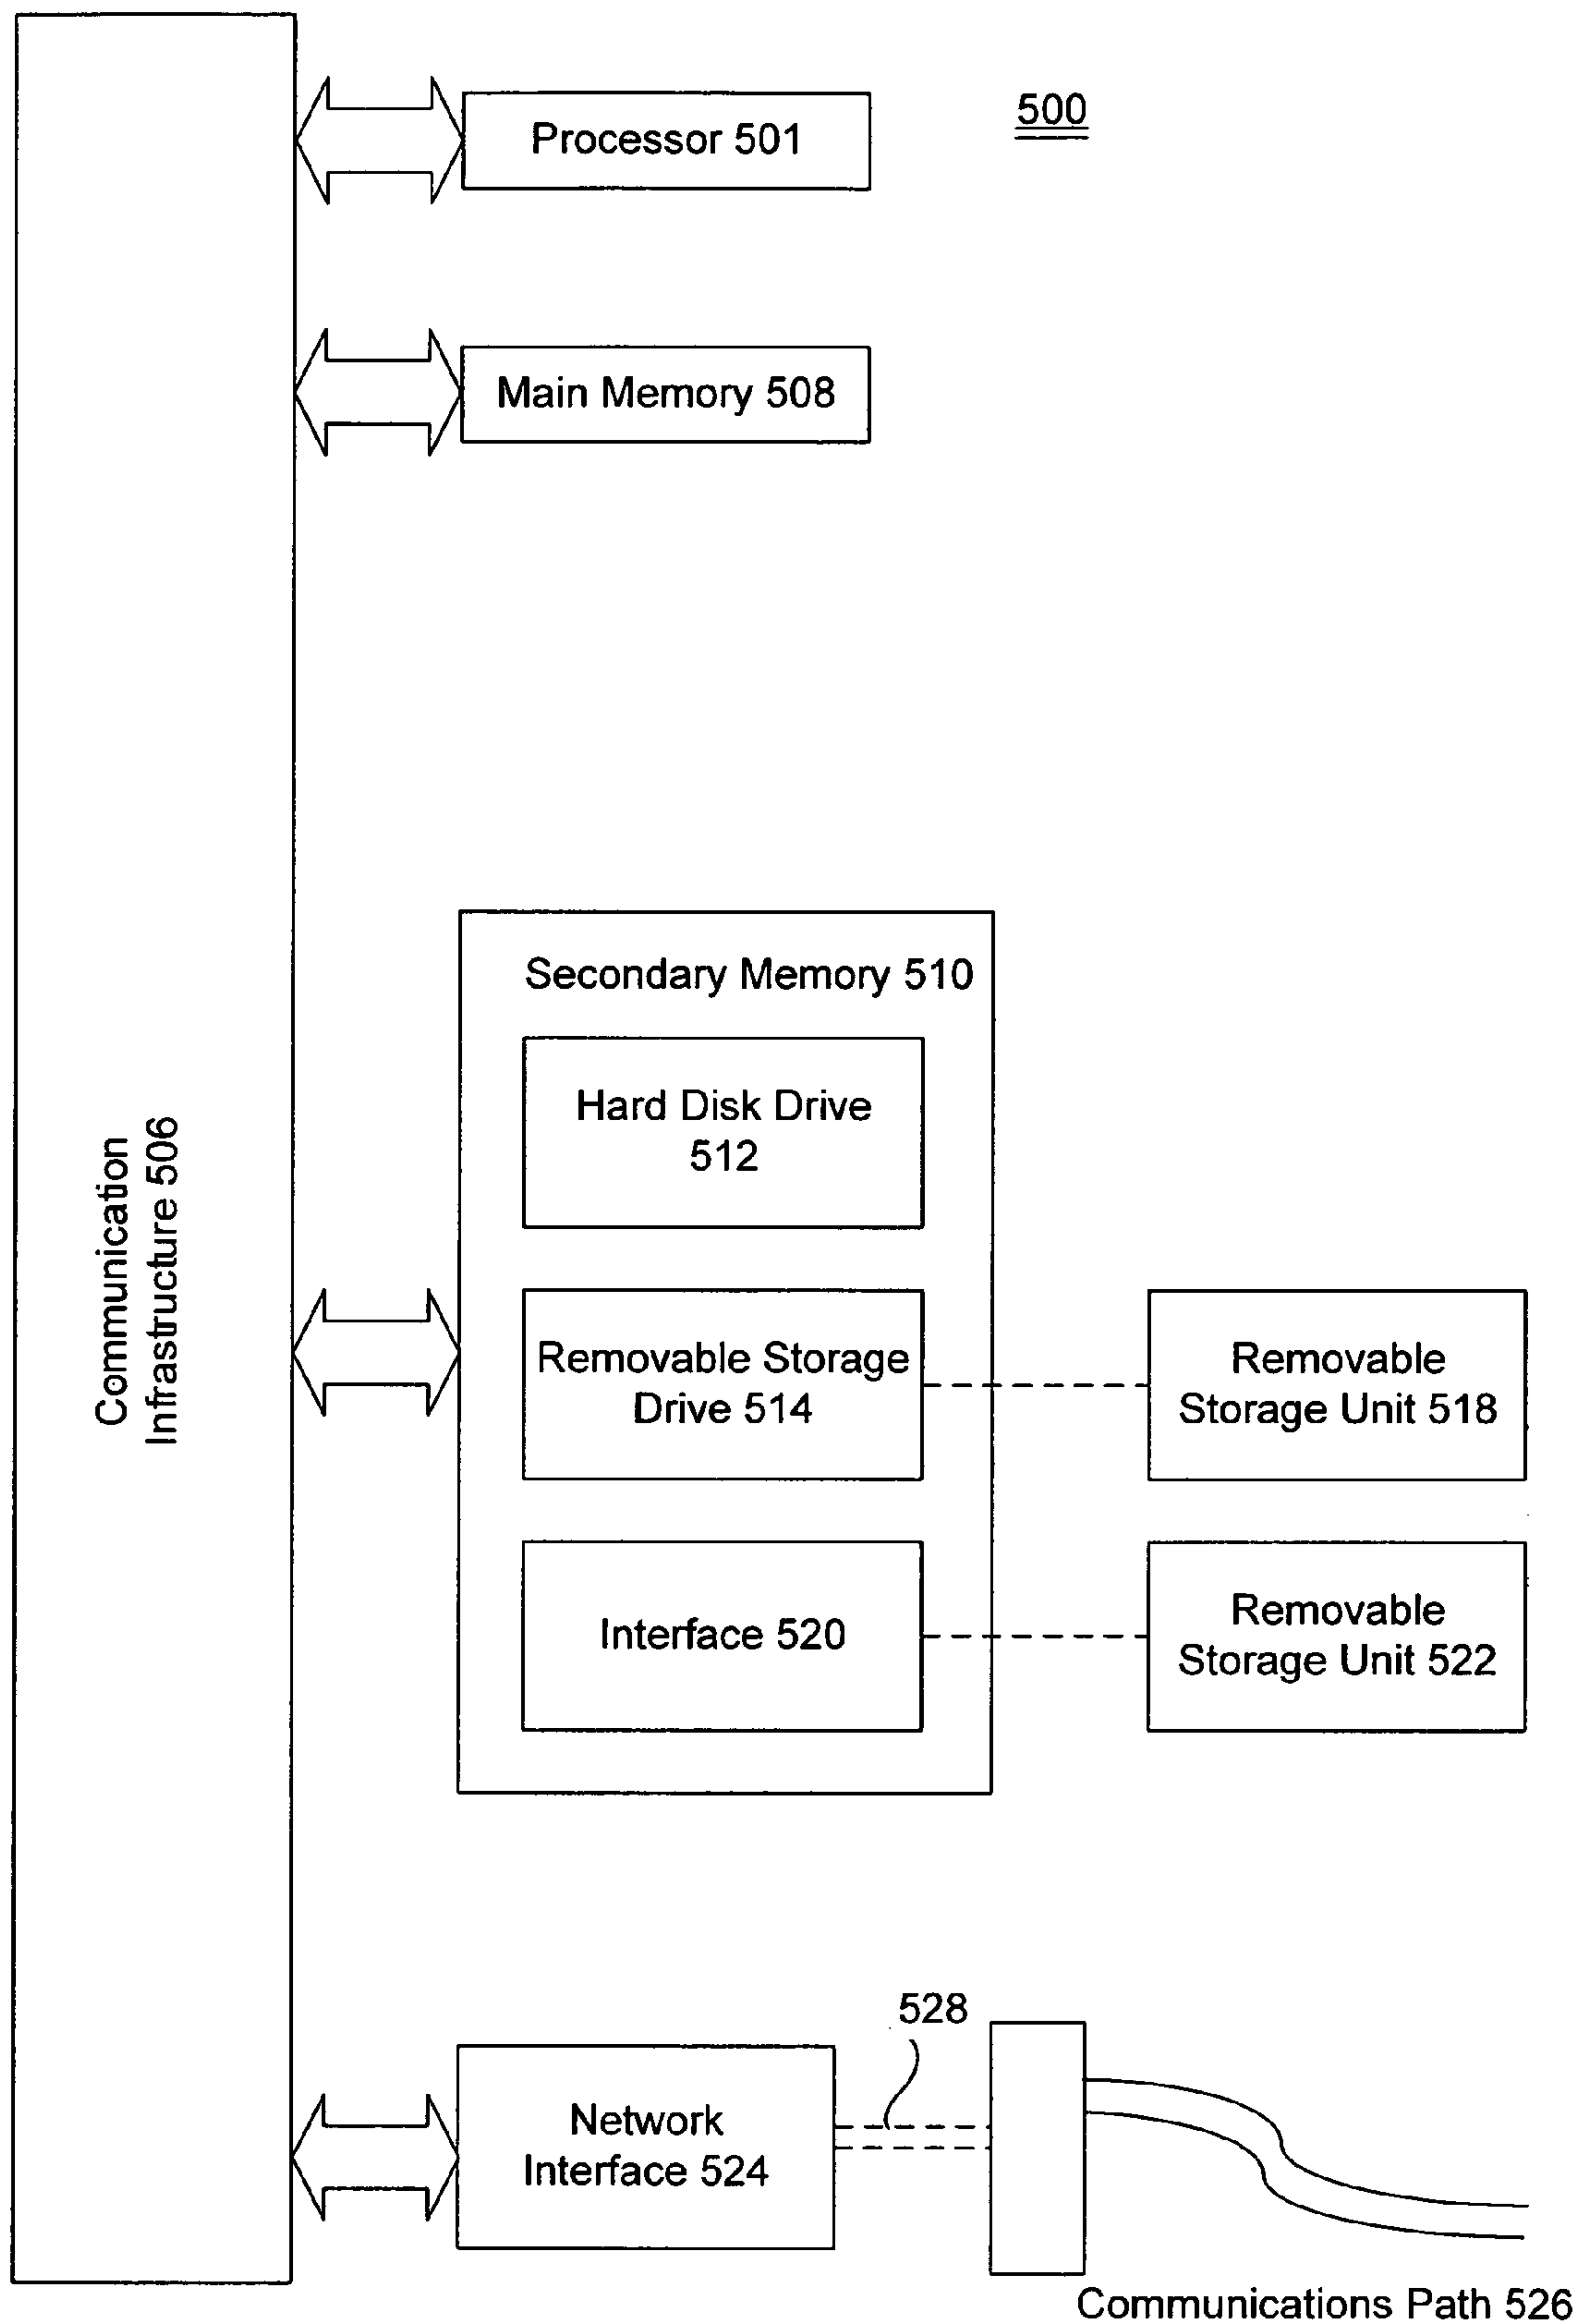 500
Processor 501
Main Memory 508
Communication
Infrastructure 506
Secondary Memory 510
Hard Disk Drive
512
Removable Storage
Drive 514
Removable
Storage Unit 518
Interface 520
Removable
Storage Unit 522
528
Network
Interface 524
Communications Path 526